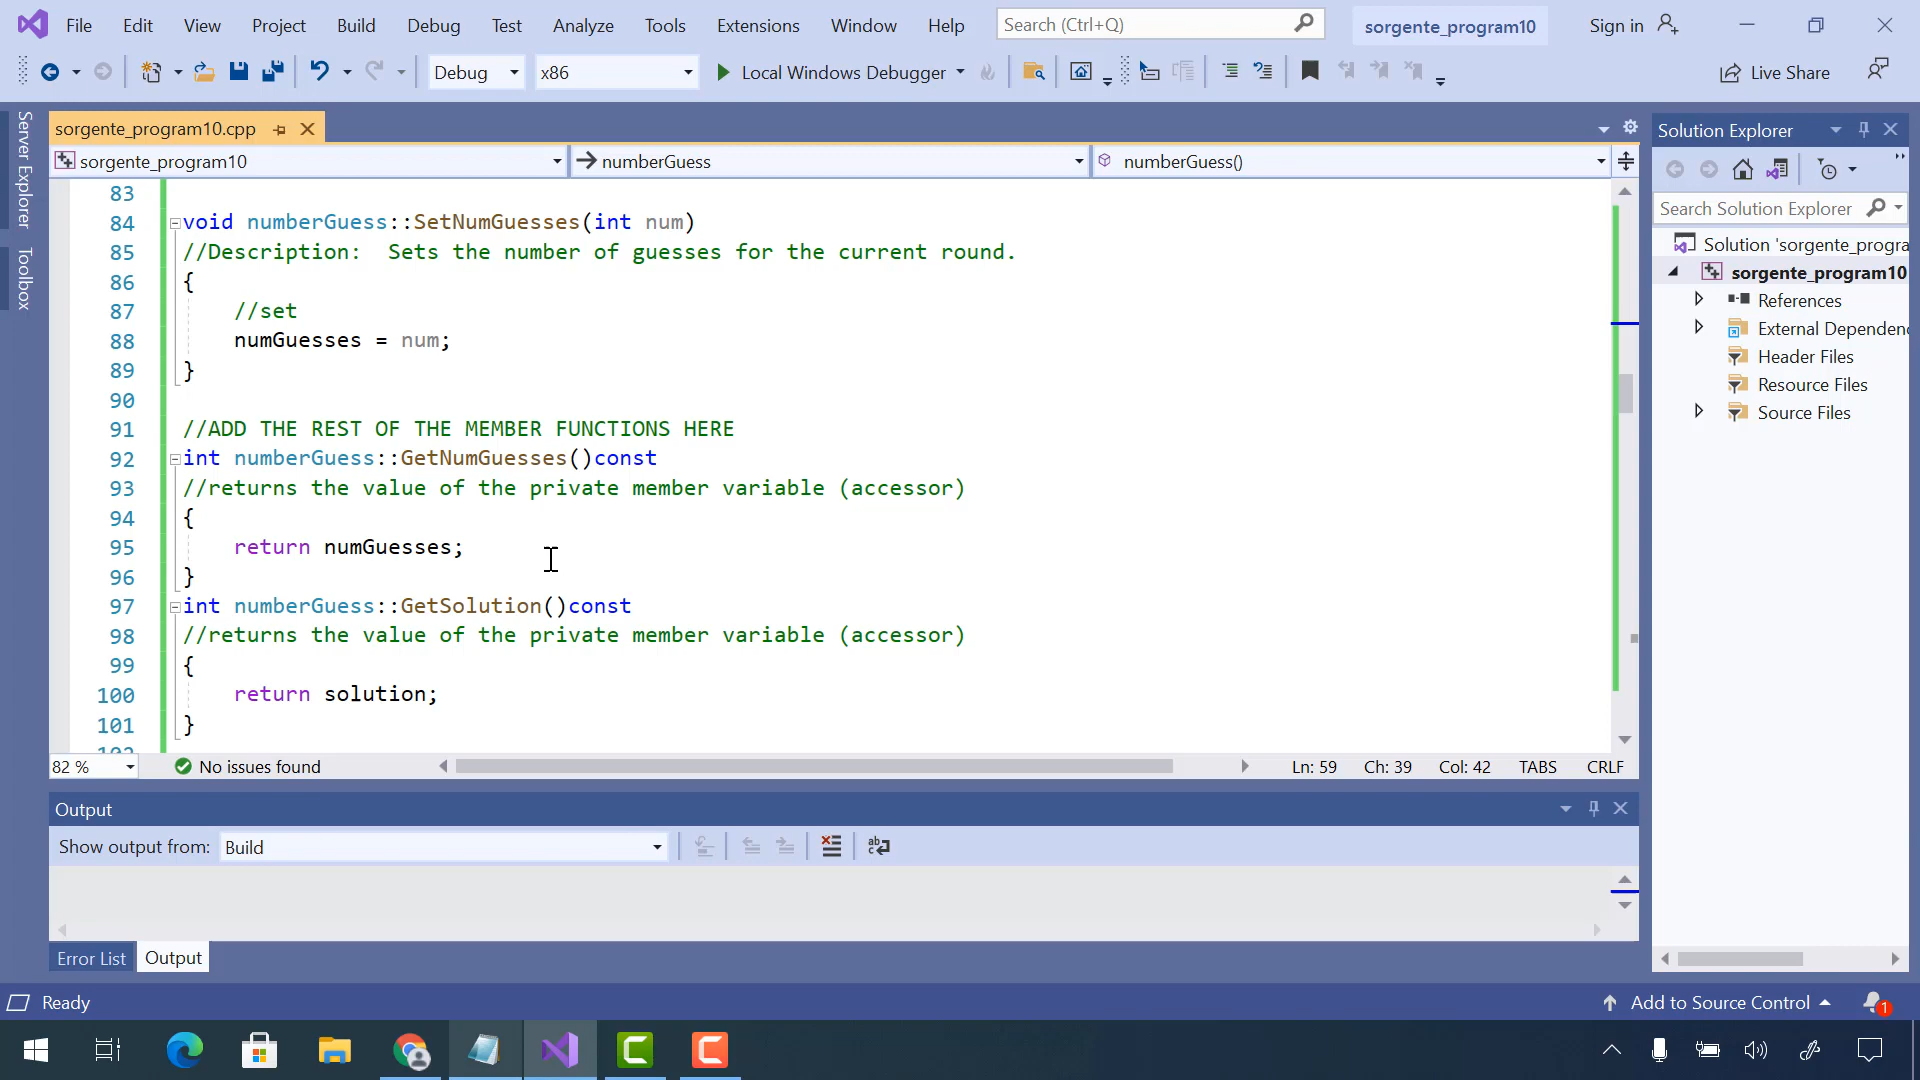 File Edit View Project Build Debug Test Analyze Tools Extensions Window Help Search (Ctrl+Q) sorgente_program10 Sign in
Debug x86 Local Windows Debugger Live Share
Server Explorer
Toolbox
sorgente_program10.cpp
sorgente_program10 numberGuess numberGuess()
83
84 void numberGuess::SetNumGuesses(int num)
85 //Description:  Sets the number of guesses for the current round.
86 {
87 //set
88 numGuesses = num;
89 }
90
91 //ADD THE REST OF THE MEMBER FUNCTIONS HERE
92 int numberGuess::GetNumGuesses()const
93 //returns the value of the private member variable (accessor)
94 {
95 return numGuesses;
96 }
97 int numberGuess::GetSolution()const
98 //returns the value of the private member variable (accessor)
99 {
100 return solution;
101 }
82 % No issues found Ln: 59 Ch: 39 Col: 42 TABS CRLF
Output
Show output from: Build
Error List Output
Solution Explorer
Search Solution Explorer
Solution 'sorgente_progra
sorgente_program10
References
External Dependen
Header Files
Resource Files
Source Files
Ready Add to Source Control 1